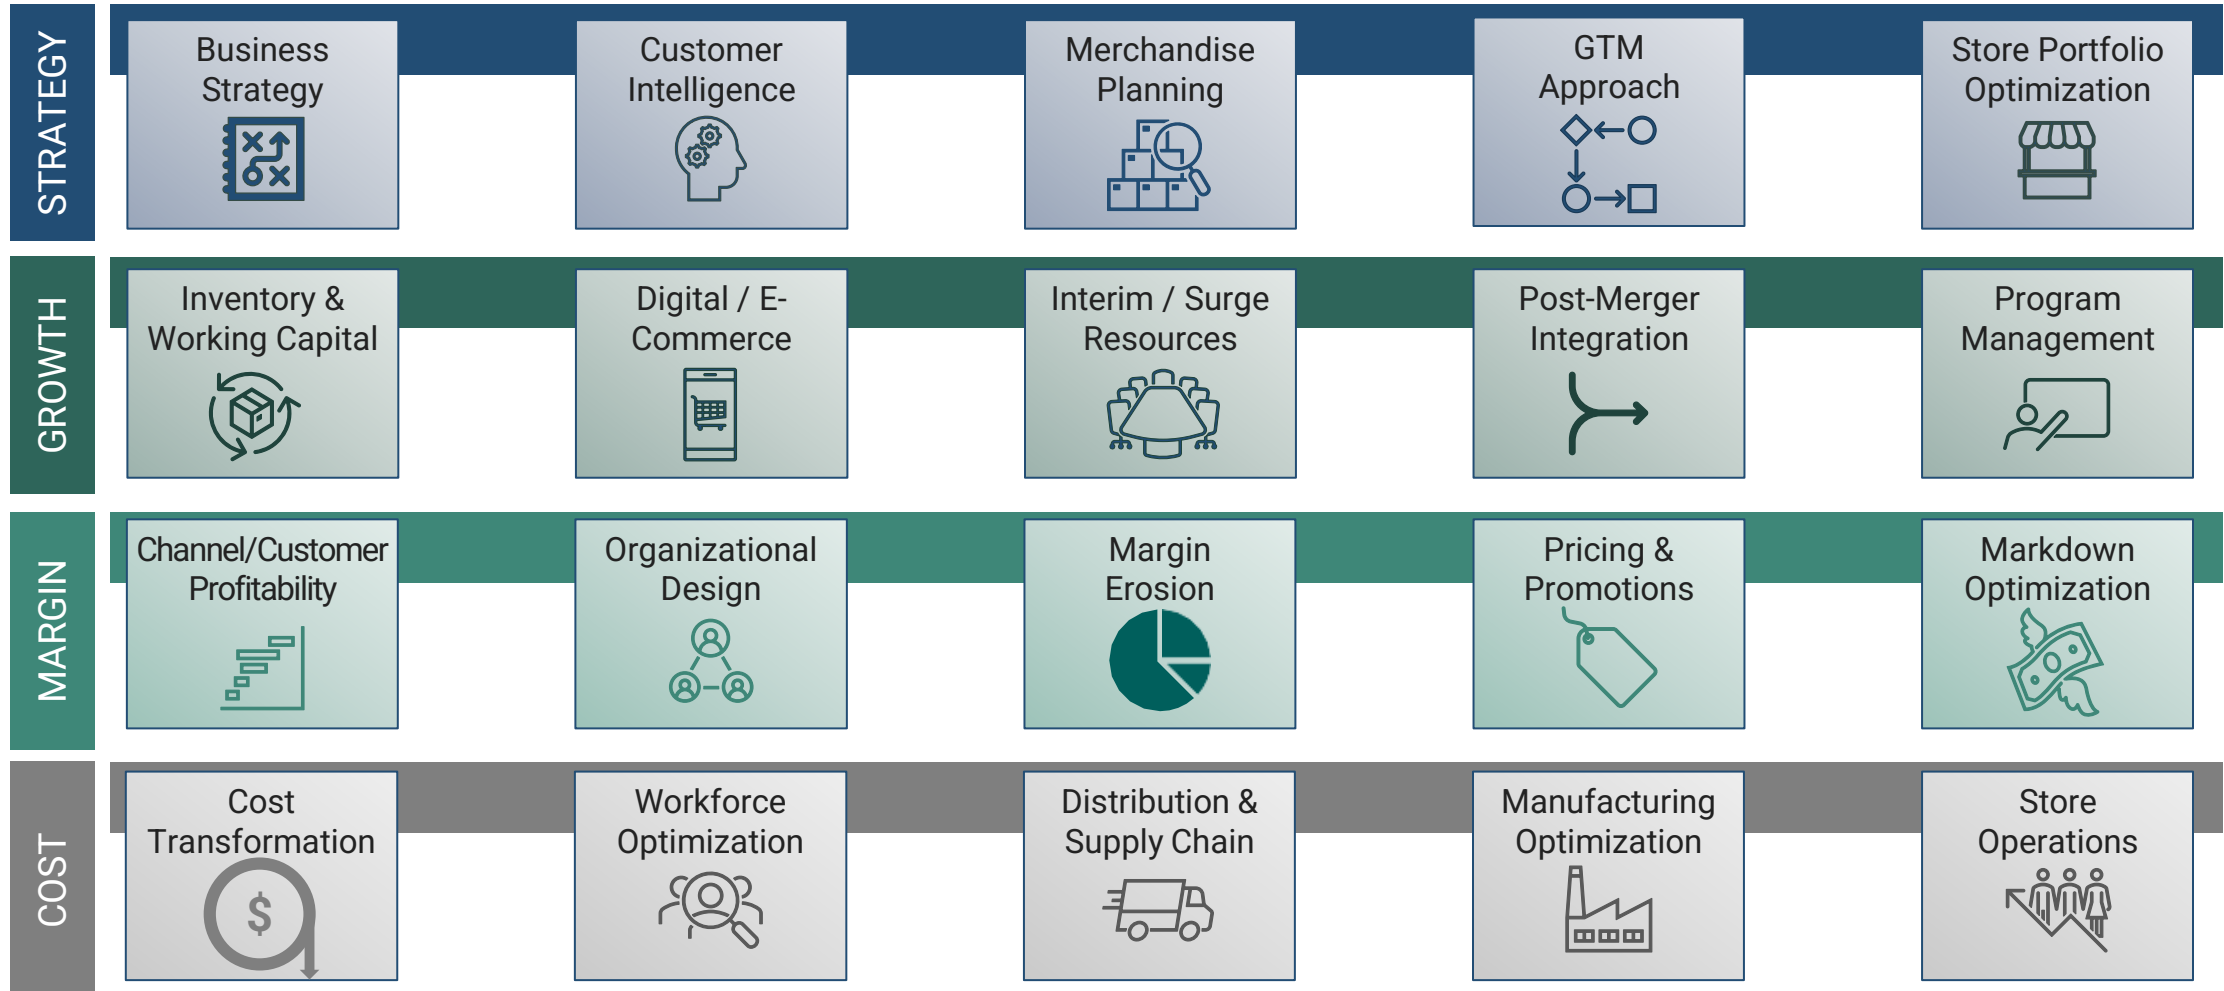 STRATEGY
Business
Strategy
Customer
Intelligence
Merchandise
Planning
GTM
Approach
Store Portfolio
Optimization
GROWTH
Inventory &
Working Capital
Digital / E-
Commerce
Interim / Surge
Resources
Post-Merger
Integration
Program
Management
MARGIN
Channel/Customer
Profitability
Organizational
Design
Margin
Erosion
Pricing &
Promotions
Markdown
Optimization
COST
Cost
Transformation
$
Workforce
Optimization
Distribution &
Supply Chain
Manufacturing
Optimization
Store
Operations